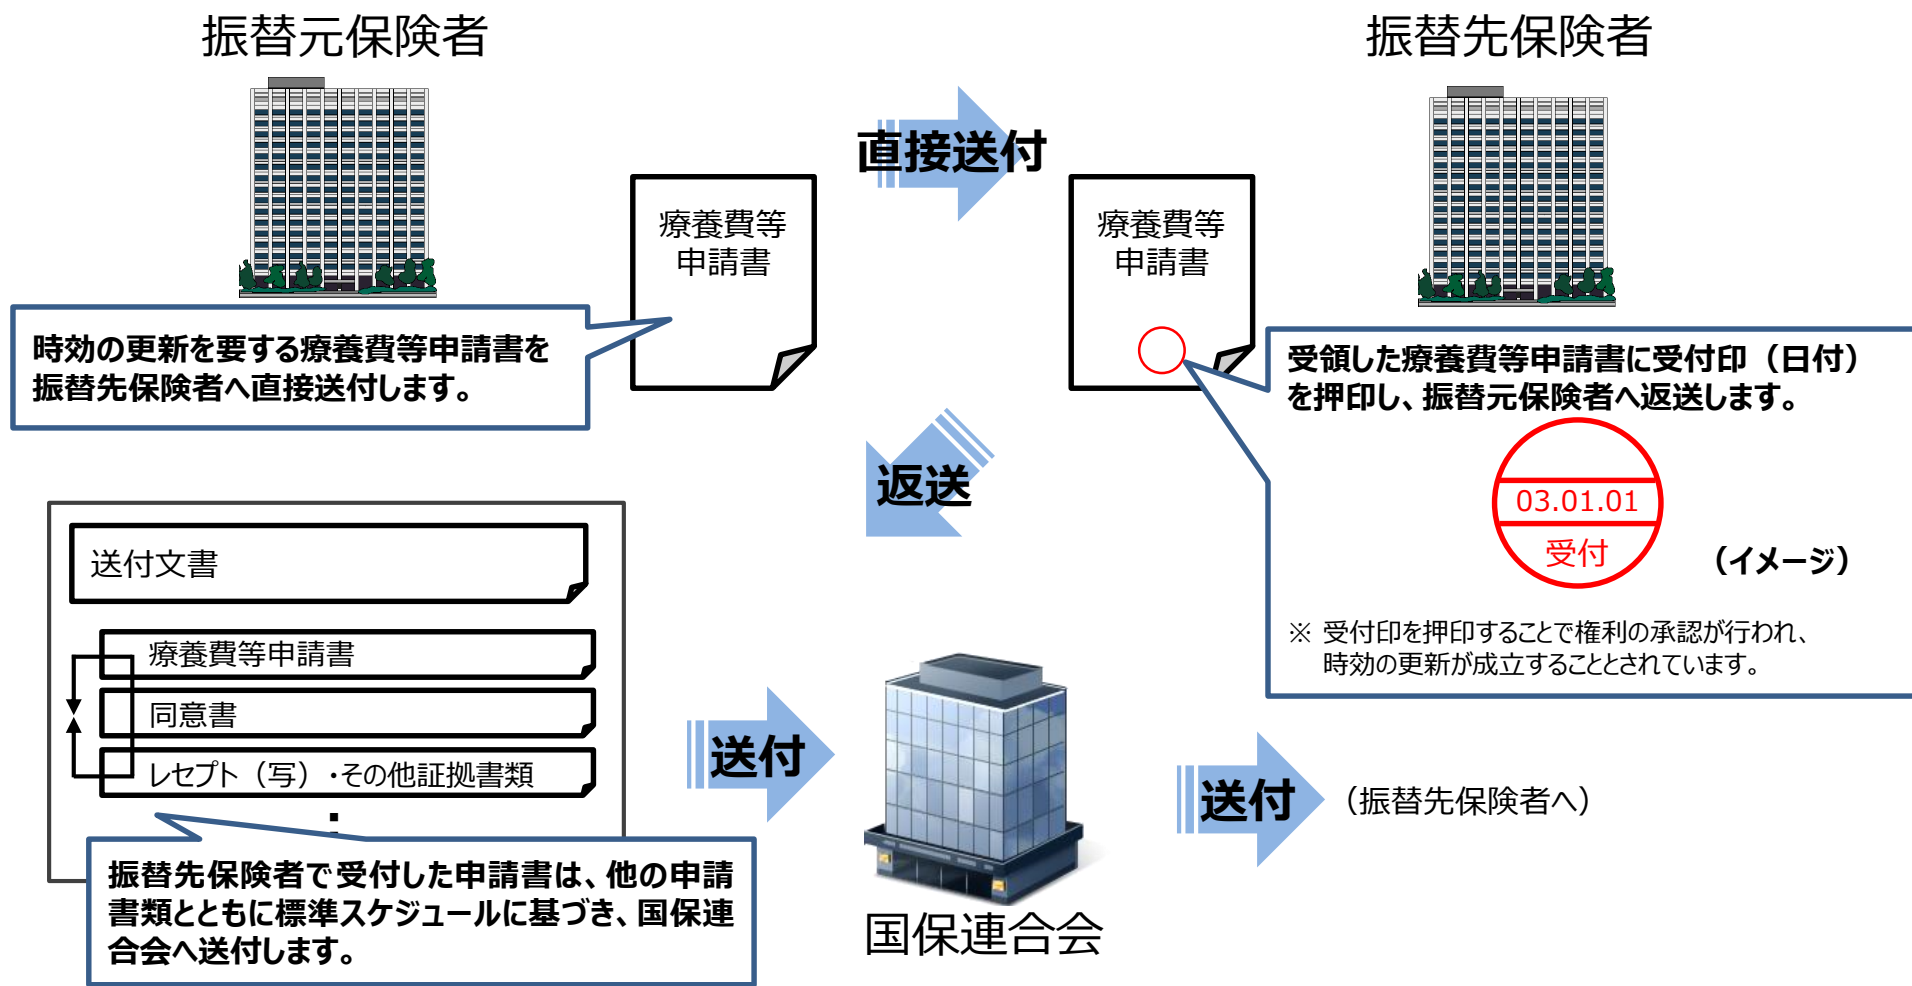 振替元保険者
振替先保険者
直接送付
療養費等
申請書
療養費等
申請書
時効の更新を要する療養費等申請書を
振替先保険者へ直接送付します。
受領した療養費等申請書に受付印（日付）
を押印し、振替元保険者へ返送します。
03.01.01
受付
（イメージ）
※ 受付印を押印することで権利の承認が行われ、
時効の更新が成立することとされています。
返送
送付文書
療養費等申請書
同意書
レセプト（写）・その他証拠書類
振替先保険者で受付した申請書は、他の申請
書類とともに標準スケジュールに基づき、国保連
合会へ送付します。
送付
国保連合会
送付
（振替先保険者へ）